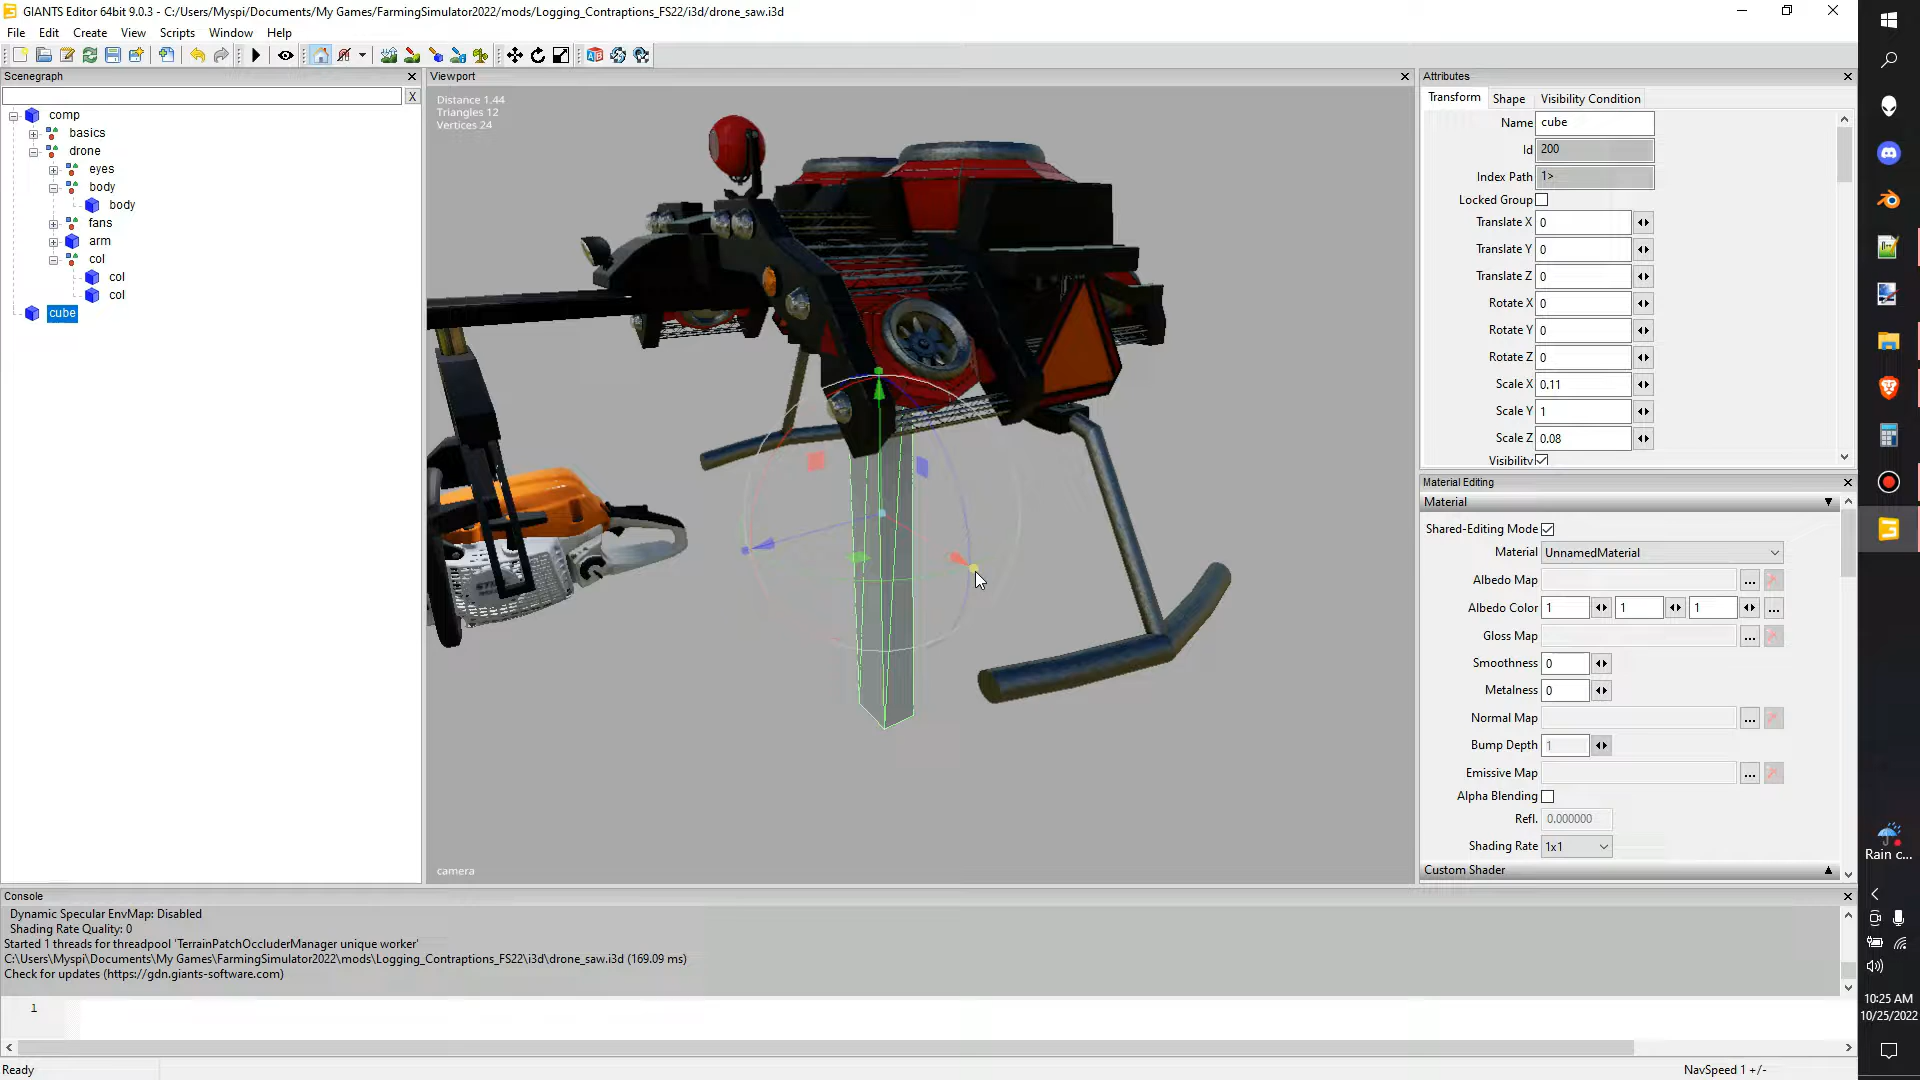 GIANTS Editor 64bit 9.0.3 - C:/Users/Myspi/Documents/My Games/FarmingSimulator2022/mods/Logging_Contraptions_FS22/i3d/drone_saw.i3d
File Edit Create View Scripts Window Help
Scenegraph
X
comp
basics
drone
eyes
body
body
fans
arm
col
col
col
cube
Viewport
Distance 1.44
Triangles 12
Vertices 24
camera
Attributes
Transform Shape Visibility Condition
Name cube
Id 200
Index Path 1>
Locked Group
Translate X 0
Translate Y 0
Translate Z 0
Rotate X 0
Rotate Y 0
Rotate Z 0
Scale X 0.11
Scale Y 1
Scale Z 0.08
Visibility
Material Editing
Material
Shared-Editing Mode
Material UnnamedMaterial
Albedo Map ...
Albedo Color 1 1 1 ...
Gloss Map ...
Smoothness 0
Metalness 0
Normal Map ...
Bump Depth 1
Emissive Map ...
Alpha Blending
Refl. 0.000000
Shading Rate 1x1
Custom Shader
Console
Dynamic Specular EnvMap: Disabled
Shading Rate Quality: 0
Started 1 threads for threadpool 'TerrainPatchOccluderManager unique worker'
C:\Users\Myspi\Documents\My Games\FarmingSimulator2022\mods\Logging_Contraptions_FS22\i3d\drone_saw.i3d (169.09 ms)
Check for updates (https://gdn.giants-software.com)
1
Ready
NavSpeed 1 +/-
Rain c...
10:25 AM
10/25/2022